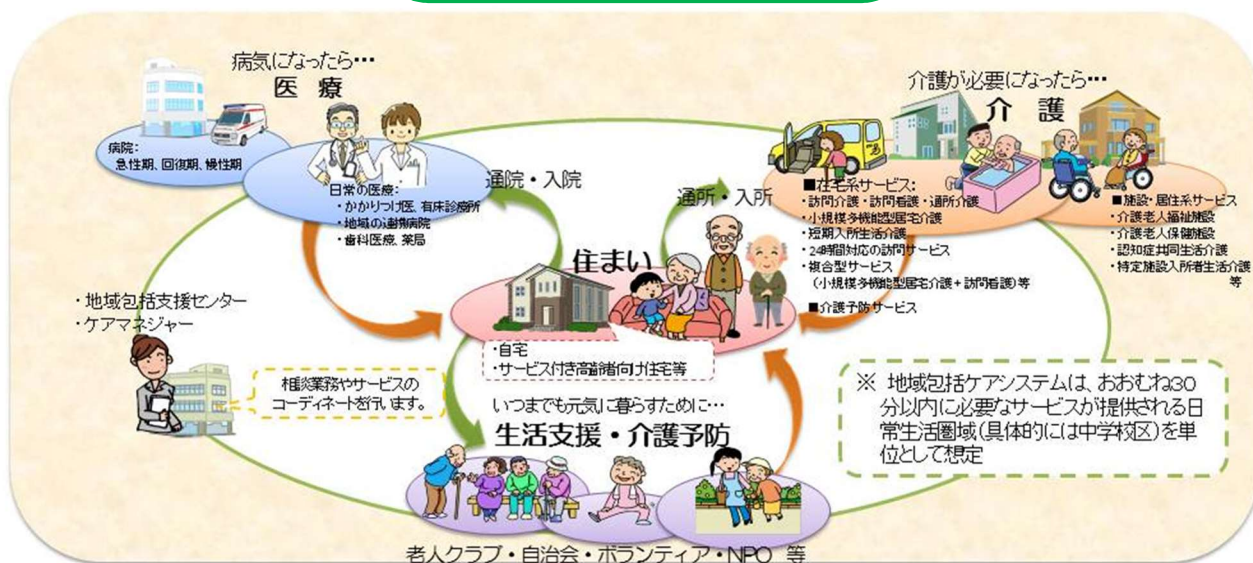 病気になったら…
医 療
病院:
急性期、回復期、慢性期
日常の医療:
・かかりつけ医、有床診療所
・地域の連携病院
・歯科医療、薬局
通院・入院
通所・入所
介護が必要になったら…
介 護
■在宅系サービス:
・訪問介護・訪問看護・通所介護
・小規模多機能型居宅介護
・短期入所生活介護
・24時間対応の訪問サービス
・複合型サービス
(小規模多機能型居宅介護+訪問看護)等
■介護予防サービス
■施設・居住系サービス
・介護老人福祉施設
・介護老人保健施設
・認知症共同生活介護
・特定施設入所者生活介護
等
住まい
・自宅
・サービス付き高齢者向け住宅等
・地域包括支援センター
・ケアマネジャー
相談業務やサービスの
コーディネートを行います。
いつまでも元気に暮らすために…
生活支援・介護予防
老人クラブ・自治会・ボランティア・NPO 等
※ 地域包括ケアシステムは、おおむね30
分以内に必要なサービスが提供される日
常生活圏域(具体的には中学校区)を単
位として想定